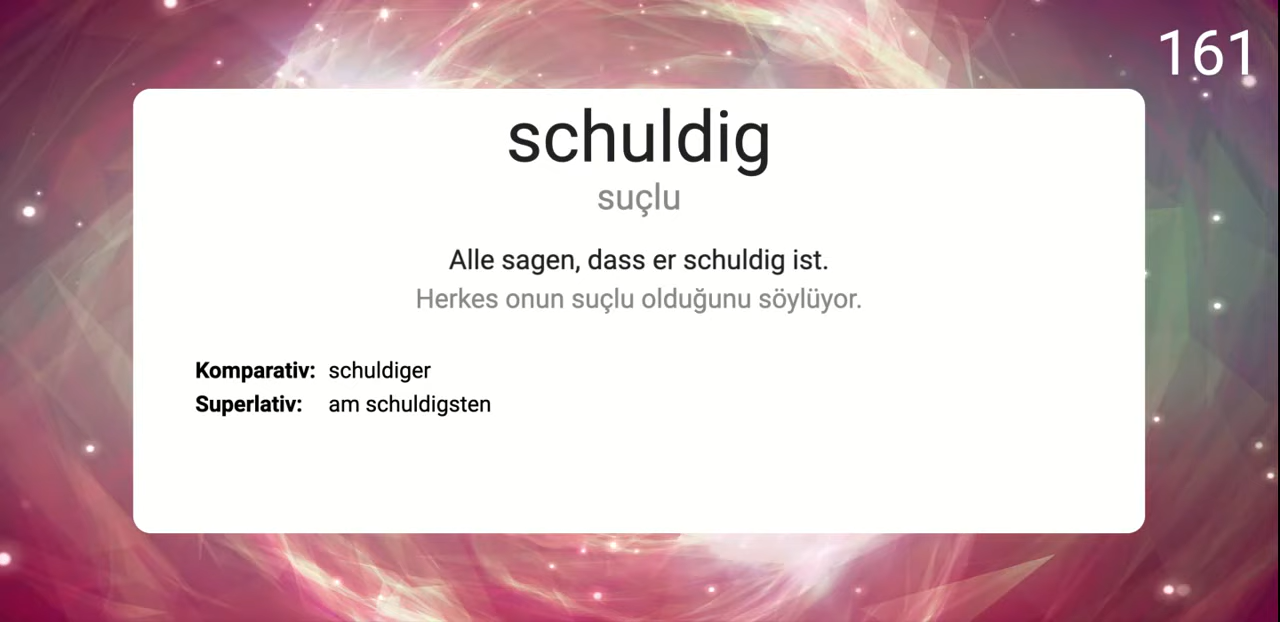 161
schuldig
suçlu
Alle sagen, dass er schuldig ist.
Herkes onun suçlu olduğunu söylüyor.
Komparativ: schuldiger
Superlativ: am schuldigsten